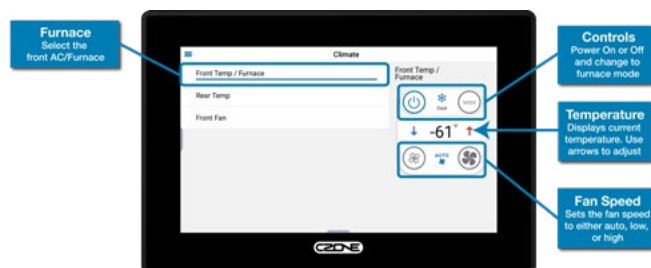 Furnace
Select the
front AC/Furnace
Climate
Front Temp / Furnace
Rear Temp
Front Fan
Front Temp /
Furnace
Cool
MODE
-61°
AUTO
CZONE
Controls
Power On or Off
and change to
furnace mode
Temperature
Displays current
temperature. Use
arrows to adjust
Fan Speed
Sets the fan speed
to either auto, low,
or high